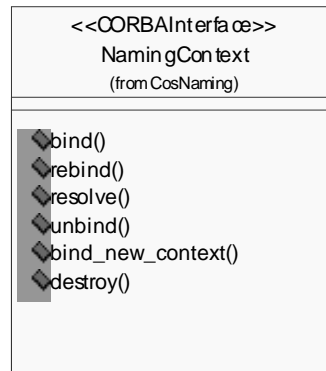 <<CORBAInterface>>
NamingContext
(from CosNaming)
bind()
rebind()
resolve()
unbind()
bind_new_context()
destroy()